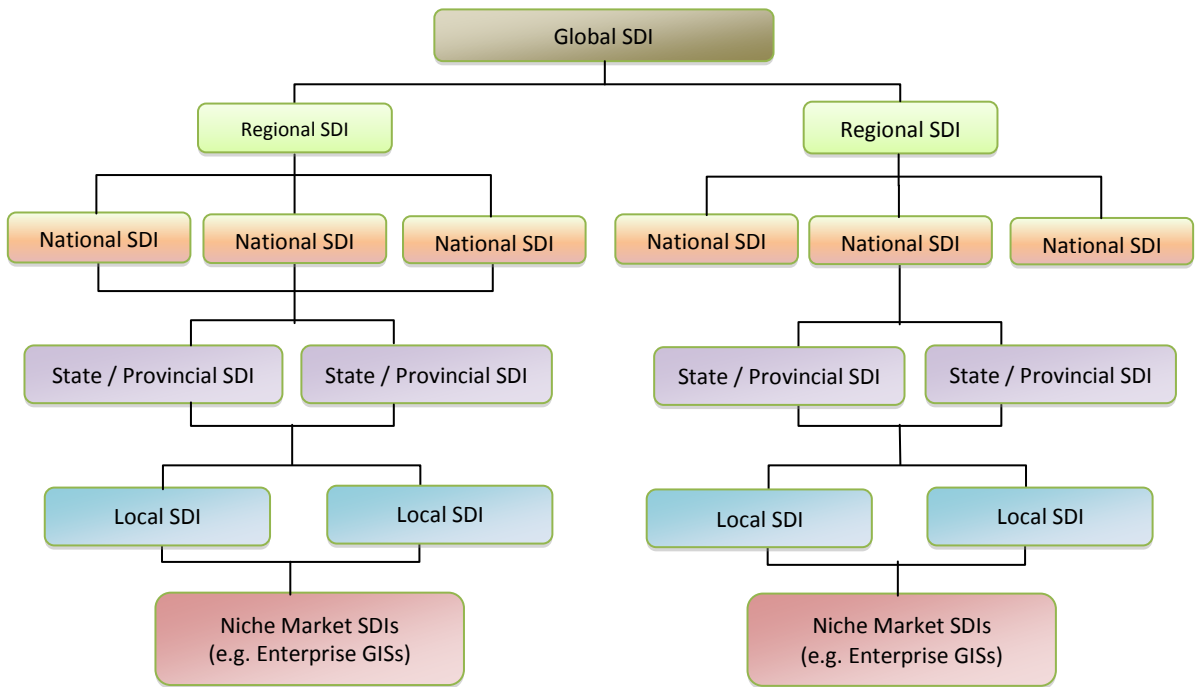 Global SDI
Regional SDI
Regional SDI
National SDI
National SDI
National SDI
National SDI
National SDI
National SDI
State / Provincial SDI
State / Provincial SDI
State / Provincial SDI
State / Provincial SDI
Local SDI
Local SDI
Local SDI
Local SDI
Niche Market SDIs
(e.g. Enterprise GISs)
Niche Market SDIs
(e.g. Enterprise GISs)